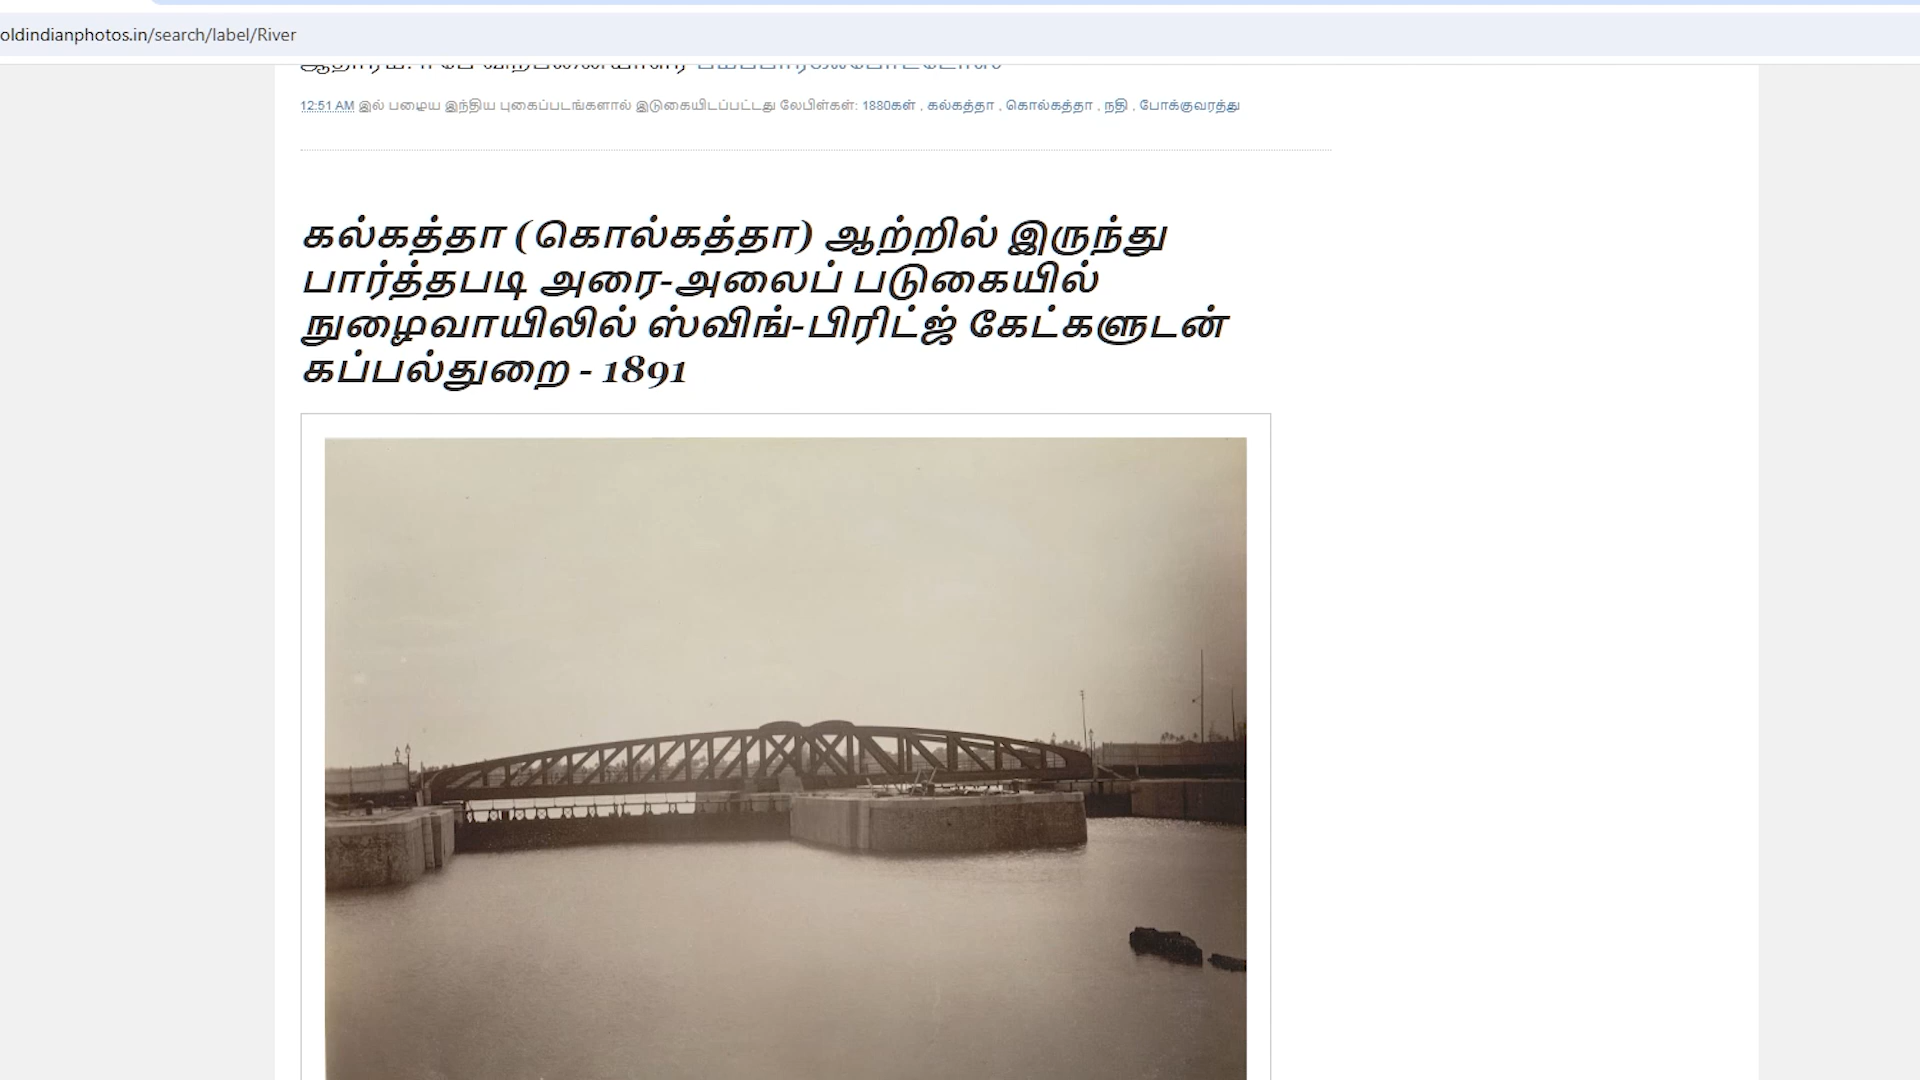 oldindianphotos.in/search/label/River
12:51 AM இல் பழைய இந்திய புகைப்படங்களால் இடுகையிடப்பட்டது லேபிள்கள்: 1880கள் , கல்கத்தா , கொல்கத்தா , நதி , போக்குவரத்து
கல்கத்தா (கொல்கத்தா) ஆற்றில் இருந்து
பார்த்தபடி அரை-அலைப் படுகையில்
நுழைவாயிலில் ஸ்விங்-பிரிட்ஜ் கேட்களுடன்
கப்பல்துறை - 1891